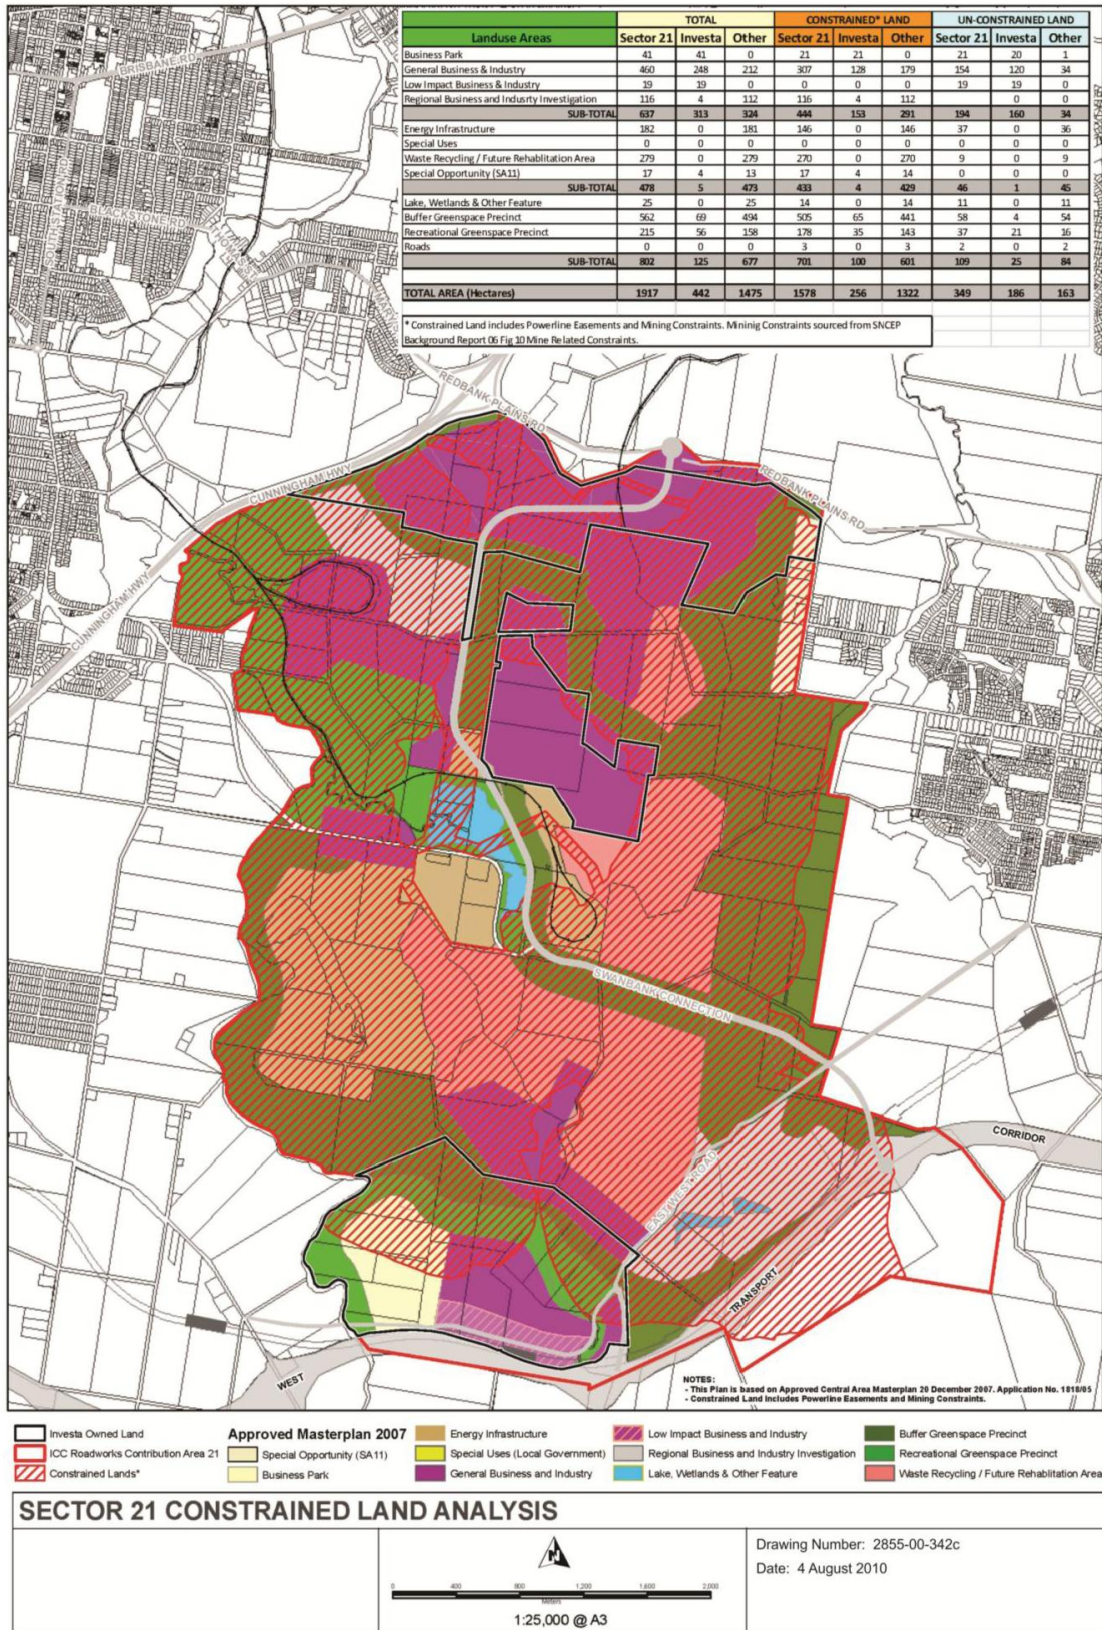 TOTAL CONSTRAINED* LAND UN-CONSTRAINED LAND
Landuse Areas Sector 21 Investa Other Sector 21 Investa Other Sector 21 Investa Other
Business Park 41 41 0 21 21 0 21 20 1
General Business & Industry 460 248 212 307 128 179 154 120 34
Low Impact Business & Industry 19 19 0 0 0 0 19 19 0
Regional Business and Indusrty Investigation 116 4 112 116 4 112 0 0
SUB-TOTAL 637 313 324 444 153 291 194 160 34
Energy Infrastructure 182 0 181 146 0 146 37 0 36
Special Uses 0 0 0 0 0 0 0 0 0
Waste Recycling / Future Rehablitation Area 279 0 279 270 0 270 9 0 9
Special Opportunity (SA11) 17 4 13 17 4 14 0 0 0
SUB-TOTAL 478 5 473 433 4 429 46 1 45
Lake, Wetlands & Other Feature 25 0 25 14 0 14 11 0 11
Buffer Greenspace Precinct 562 69 494 505 65 441 58 4 54
Recreational Greenspace Precinct 215 56 158 178 35 143 37 21 16
Roads 0 0 0 3 0 3 2 0 2
SUB-TOTAL 802 125 677 701 100 601 109 25 84
TOTAL AREA (Hectares) 1917 442 1475 1578 256 1322 349 186 163
* Constrained Land includes Powerline Easements and Mining Constraints. Mininig Constraints sourced from SNCEP
Background Report 06 Fig 10 Mine Related Constraints.
BRISBANE RD
BLACKSTONE
REDBANK PLAINS RD
CUNNINGHAM HWY
REDBANK PLAINS RD
CUNNINGHAM HWY
SWANBANK CONNECTION
CORRIDOR
EAST/WEST ROAD
TRANSPORT
WEST
NOTES:
- This Plan is based on Approved Central Area Masterplan 20 December 2007. Application No. 1818/05
- Constrained Land Includes Powerline Easements and Mining Constraints.
Investa Owned Land
ICC Roadworks Contribution Area 21
Constrained Lands*
Approved Masterplan 2007
Special Opportunity (SA11)
Business Park
Energy Infrastructure
Special Uses (Local Government)
General Business and Industry
Low Impact Business and Industry
Regional Business and Industry Investigation
Lake, Wetlands & Other Feature
Buffer Greenspace Precinct
Recreational Greenspace Precinct
Waste Recycling / Future Rehablitation Area
SECTOR 21 CONSTRAINED LAND ANALYSIS
N
0 400 800 1,200 1,600 2,000
Meters
1:25,000 @ A3
Drawing Number: 2855-00-342c
Date: 4 August 2010